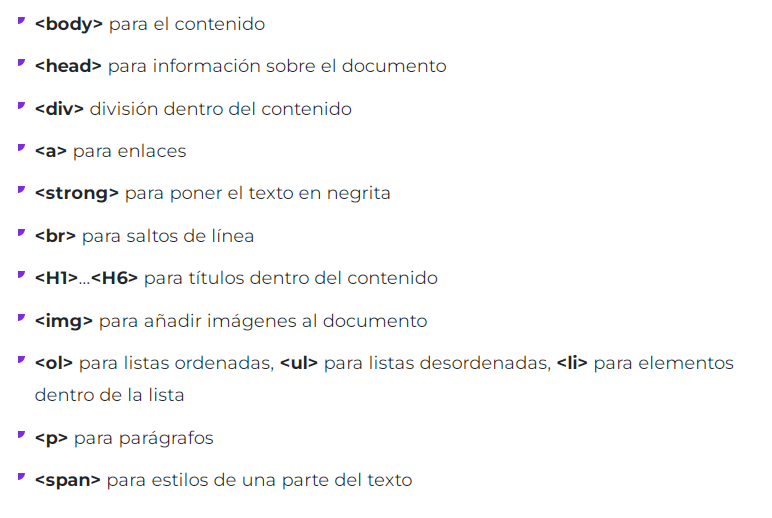 <body> para el contenido
<head> para información sobre el documento
<div> división dentro del contenido
<a> para enlaces
<strong> para poner el texto en negrita
<br> para saltos de línea
<H1>...<H6> para títulos dentro del contenido
<img> para añadir imágenes al documento
<ol> para listas ordenadas, <ul> para listas desordenadas, <li> para elementos
dentro de la lista
<p> para parágrafos
<span> para estilos de una parte del texto